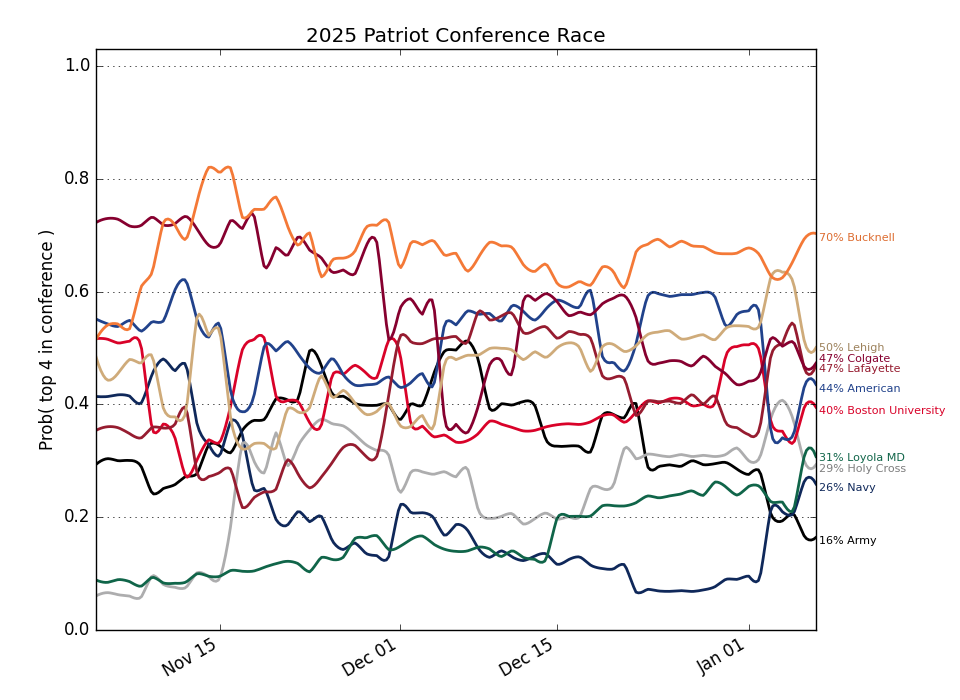 2025 Patriot Conference Race
Prob( top 4 in conference )
1.0
0.8
0.6
0.4
0.2
0.0
Nov 15
Dec 01
Dec 15
Jan 01
70% Bucknell
50% Lehigh
47% Colgate
47% Lafayette
44% American
40% Boston University
31% Loyola MD
29% Holy Cross
26% Navy
16% Army